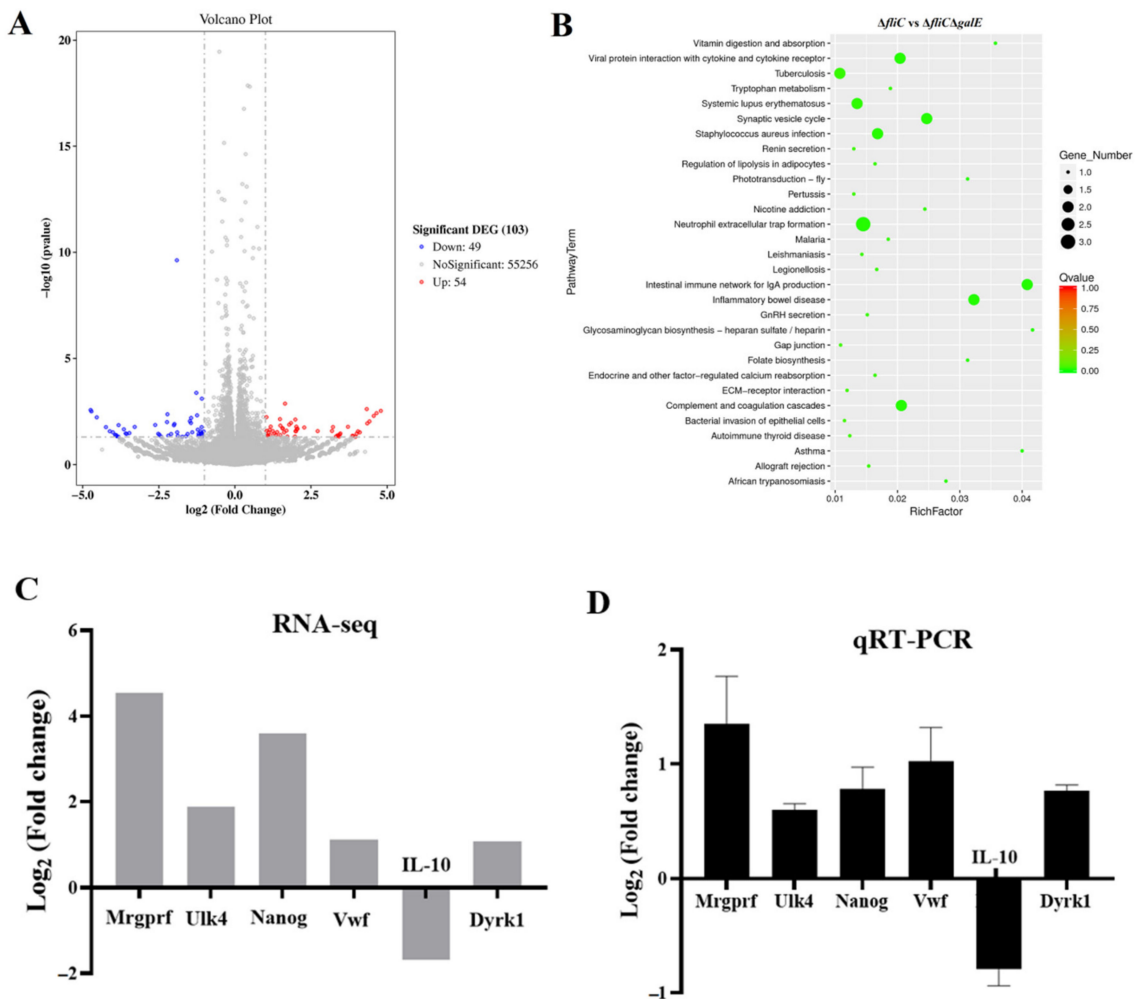 A
Volcano Plot
20
15
10
5
0
−log10 (pvalue)
−5.0
−2.5
0.0
2.5
5.0
log2 (Fold Change)
Significant DEG (103)
Down: 49
NoSignificant: 55256
Up: 54
B
ΔfliC vs ΔfliCΔgalE
PathwayTerm
Vitamin digestion and absorption
Viral protein interaction with cytokine and cytokine receptor
Tuberculosis
Tryptophan metabolism
Systemic lupus erythematosus
Synaptic vesicle cycle
Staphylococcus aureus infection
Renin secretion
Regulation of lipolysis in adipocytes
Phototransduction − fly
Pertussis
Nicotine addiction
Neutrophil extracellular trap formation
Malaria
Leishmaniasis
Legionellosis
Intestinal immune network for IgA production
Inflammatory bowel disease
GnRH secretion
Glycosaminoglycan biosynthesis − heparan sulfate / heparin
Gap junction
Folate biosynthesis
Endocrine and other factor−regulated calcium reabsorption
ECM−receptor interaction
Complement and coagulation cascades
Bacterial invasion of epithelial cells
Autoimmune thyroid disease
Asthma
Allograft rejection
African trypanosomiasis
0.01
0.02
0.03
0.04
RichFactor
Gene_Number
1.0
1.5
2.0
2.5
3.0
Qvalue
1.00
0.75
0.50
0.25
0.00
C
RNA-seq
Log₂ (Fold change)
6
4
2
0
−2
Mrgprf
Ulk4
Nanog
Vwf
IL-10
Dyrk1
D
qRT-PCR
Log₂ (Fold change)
2
1
0
−1
Mrgprf
Ulk4
Nanog
Vwf
IL-10
Dyrk1